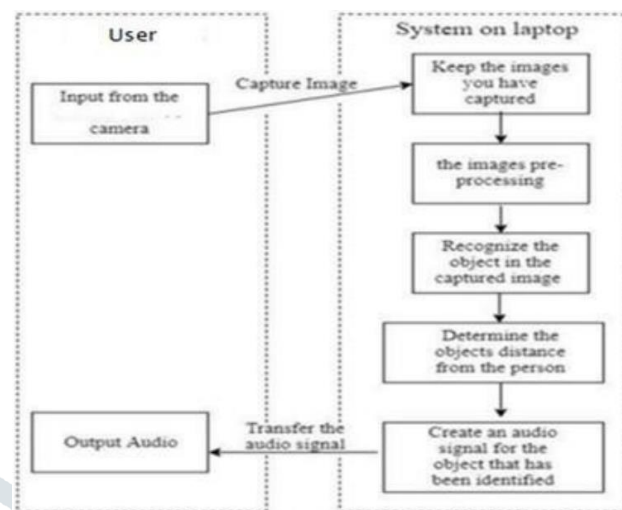 User
Input from the
camera
Capture Image
System on laptop
Keep the images
you have
captured
the images pre-
processing
Recognize the
object in the
captured image
Determine the
objects distance
from the person
Create an audio
signal for the
object that has
been identified
Transfer the
audio signal
Output Audio